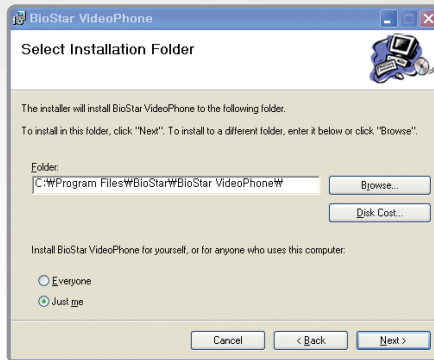 BioStar VideoPhone
Select Installation Folder
The installer will install BioStar VideoPhone to the following folder.
To install in this folder, click "Next". To install to a different folder, enter it below or click "Browse".
Folder:
C:₩Program Files₩BioStar₩BioStar VideoPhone₩
Browse...
Disk Cost...
Install BioStar VideoPhone for yourself, or for anyone who uses this computer:
Everyone
Just me
Cancel
< Back
Next >